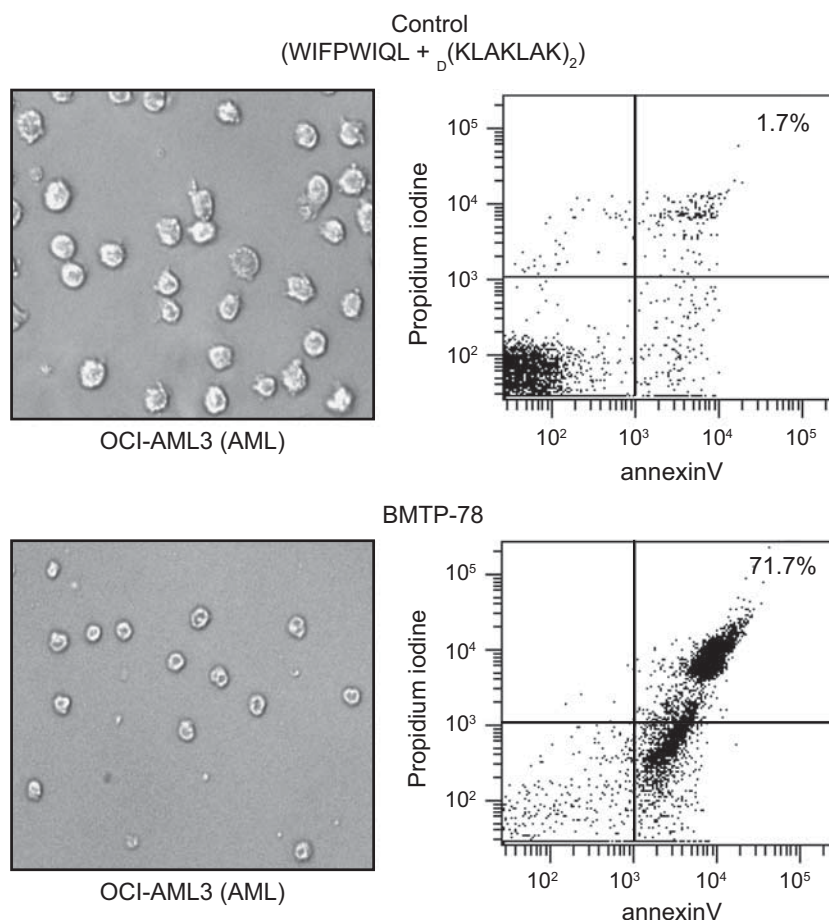 Control
(WIFPWIQL + D(KLAKLAK)2)
OCI-AML3 (AML)
Propidium iodine
10⁵
10⁴
10³
10²
1.7%
10² 10³ 10⁴ 10⁵
annexinV
BMTP-78
OCI-AML3 (AML)
Propidium iodine
10⁵
10⁴
10³
10²
71.7%
10² 10³ 10⁴ 10⁵
annexinV